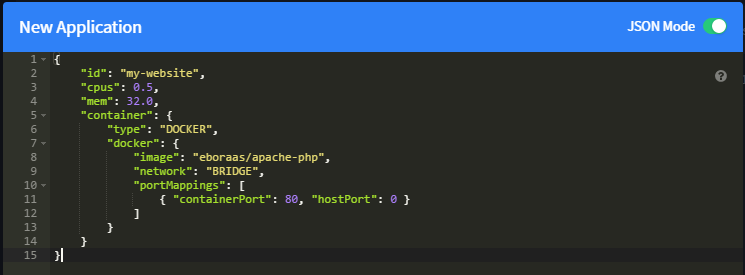 New Application
JSON Mode
1 {
2     "id": "my-website",
3     "cpus": 0.5,
4     "mem": 32.0,
5     "container": {
6         "type": "DOCKER",
7         "docker": {
8             "image": "eboraas/apache-php",
9             "network": "BRIDGE",
10             "portMappings": [
11                 { "containerPort": 80, "hostPort": 0 }
12             ]
13         }
14     }
15 }